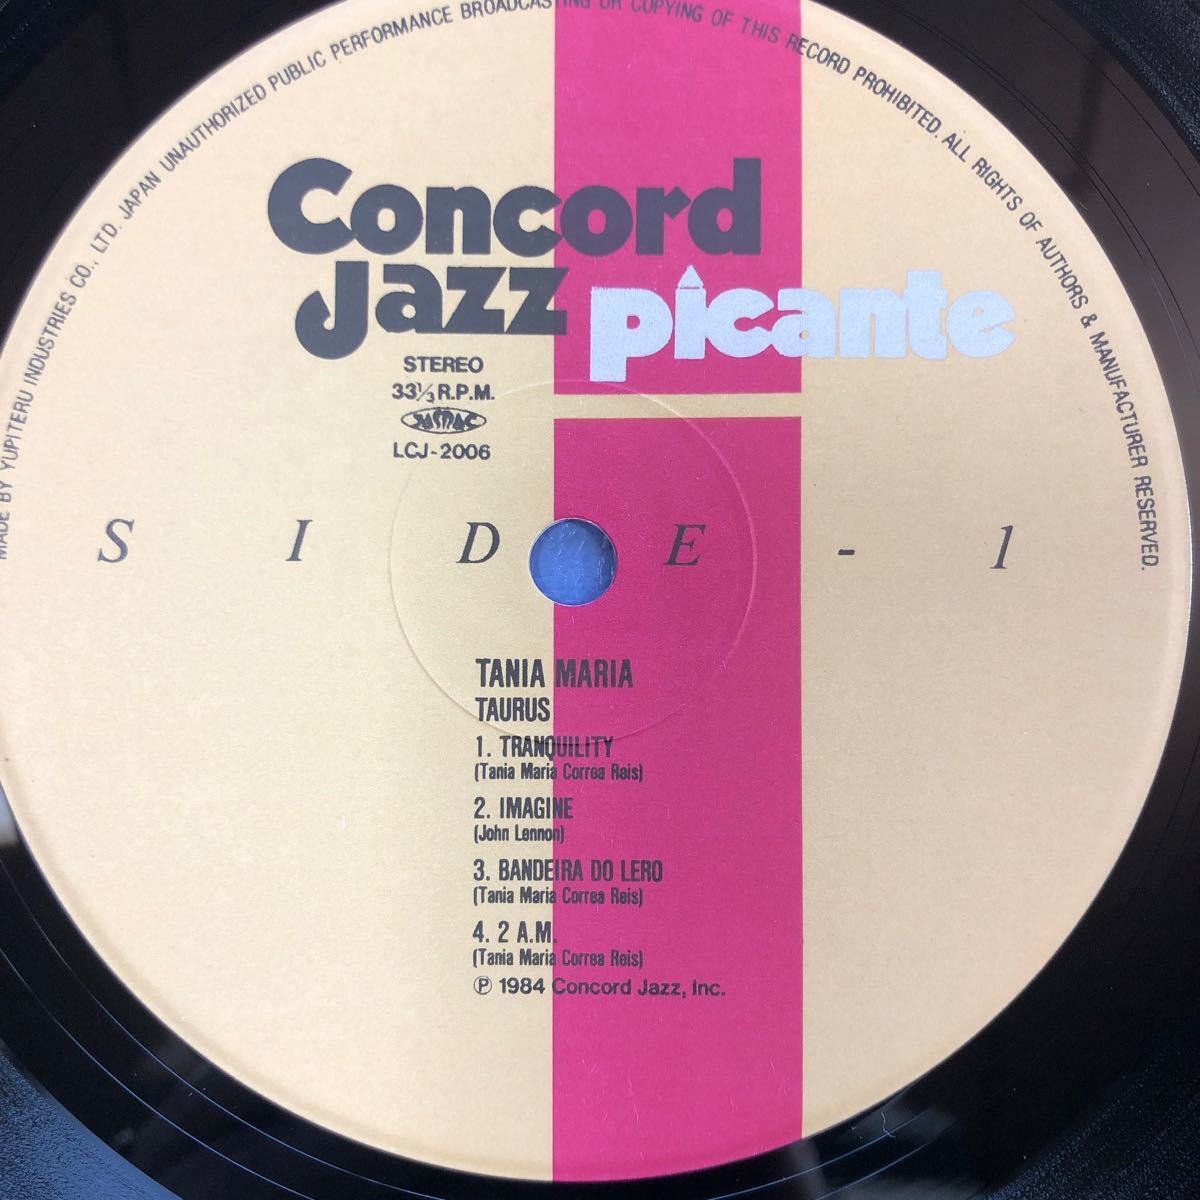 MADE BY YUPITERU INDUSTRIES CO., LTD. JAPAN UNAUTHORIZED PUBLIC PERFORMANCE BROADCASTING OR COPYING OF THIS RECORD PROHIBITED. ALL RIGHTS OF AUTHORS & MANUFACTURER RESERVED.
Concord
Jazz picante
STEREO
33⅓ R.P.M.
JASRAC
LCJ-2006
SIDE-1
TANIA MARIA
TAURUS
1. TRANQUILITY
(Tania Maria Correa Reis)
2. IMAGINE
(John Lennon)
3. BANDEIRA DO LERO
(Tania Maria Correa Reis)
4. 2 A.M.
(Tania Maria Correa Reis)
℗ 1984 Concord Jazz, Inc.